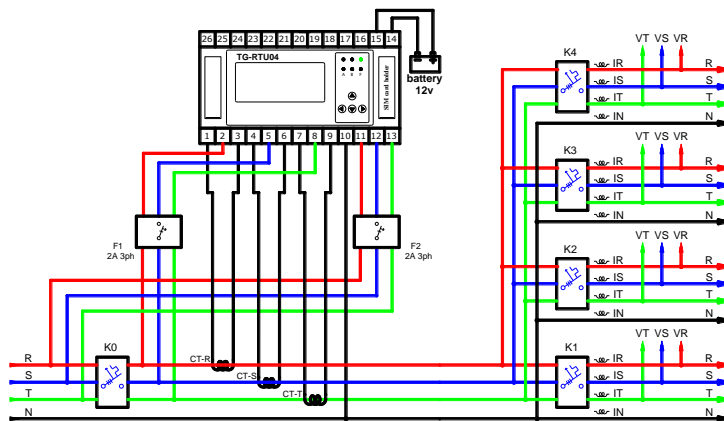 15 14
26 25 24 23 22 21 20 19 18 17 16 15 14
TG-RTU04
A B F
SIM card holder
battery
12v
1 2 3 4 5 6 7 8 9 10 11 12 13
F1
2A 3ph
F2
2A 3ph
K4
VT VS VR
IR R
IS S
IT T
IN N
K3
VT VS VR
IR R
IS S
IT T
IN N
K2
VT VS VR
IR R
IS S
IT T
IN N
K1
VT VS VR
IR R
IS S
IT T
IN N
R
S
T
N
K0
CT-R
CT-S
CT-T